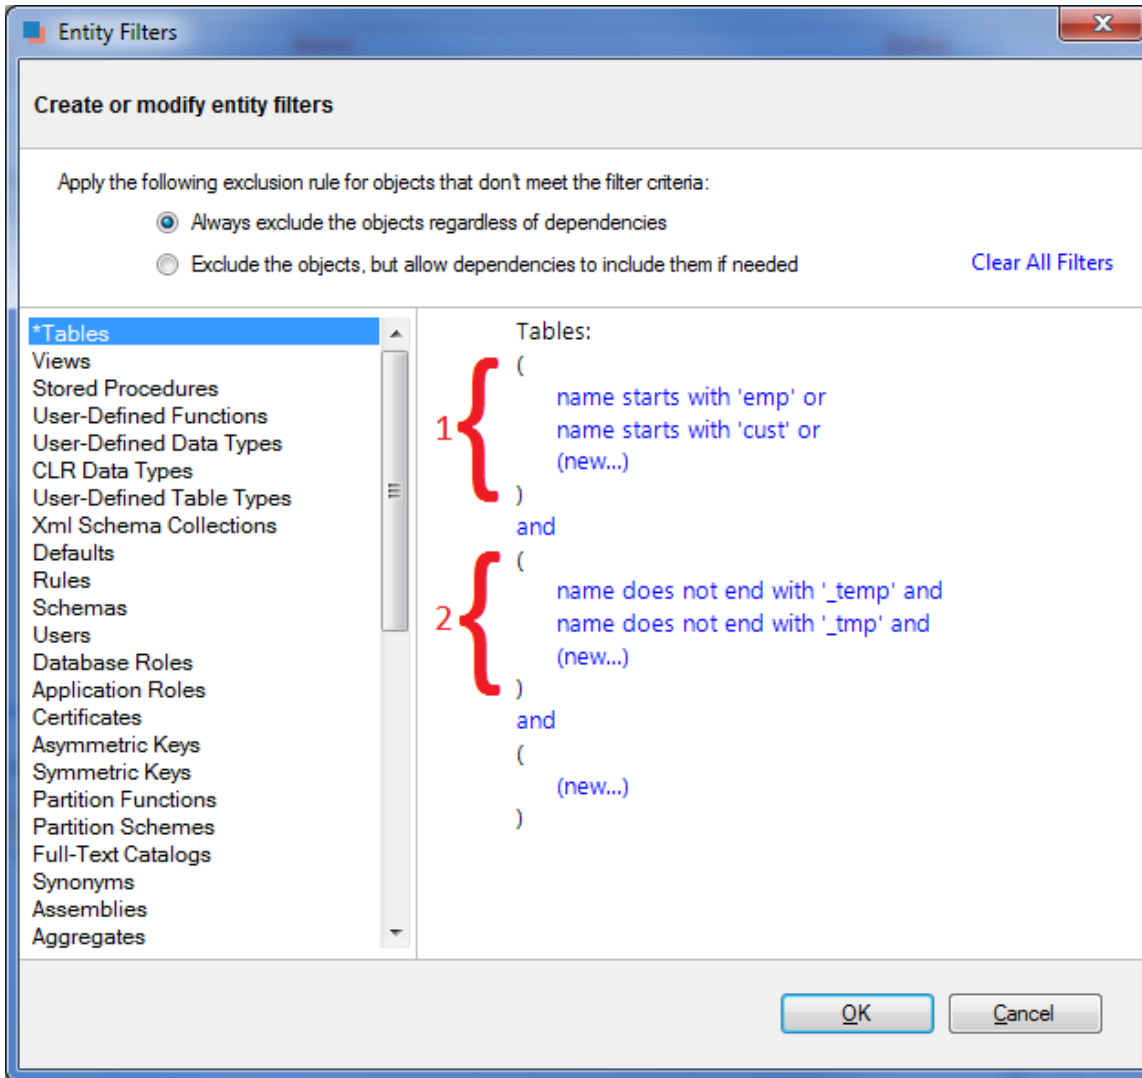 Entity Filters
Create or modify entity filters
Apply the following exclusion rule for objects that don't meet the filter criteria:
Always exclude the objects regardless of dependencies
Exclude the objects, but allow dependencies to include them if needed
Clear All Filters
*Tables
Views
Stored Procedures
User-Defined Functions
User-Defined Data Types
CLR Data Types
User-Defined Table Types
Xml Schema Collections
Defaults
Rules
Schemas
Users
Database Roles
Application Roles
Certificates
Asymmetric Keys
Symmetric Keys
Partition Functions
Partition Schemes
Full-Text Catalogs
Synonyms
Assemblies
Aggregates
Tables:
(
name starts with 'emp' or
1 {
name starts with 'cust' or
(new...)
)
and
(
name does not end with '_temp' and
2 {
name does not end with '_tmp' and
(new...)
)
and
(
(new...)
)
OK
Cancel